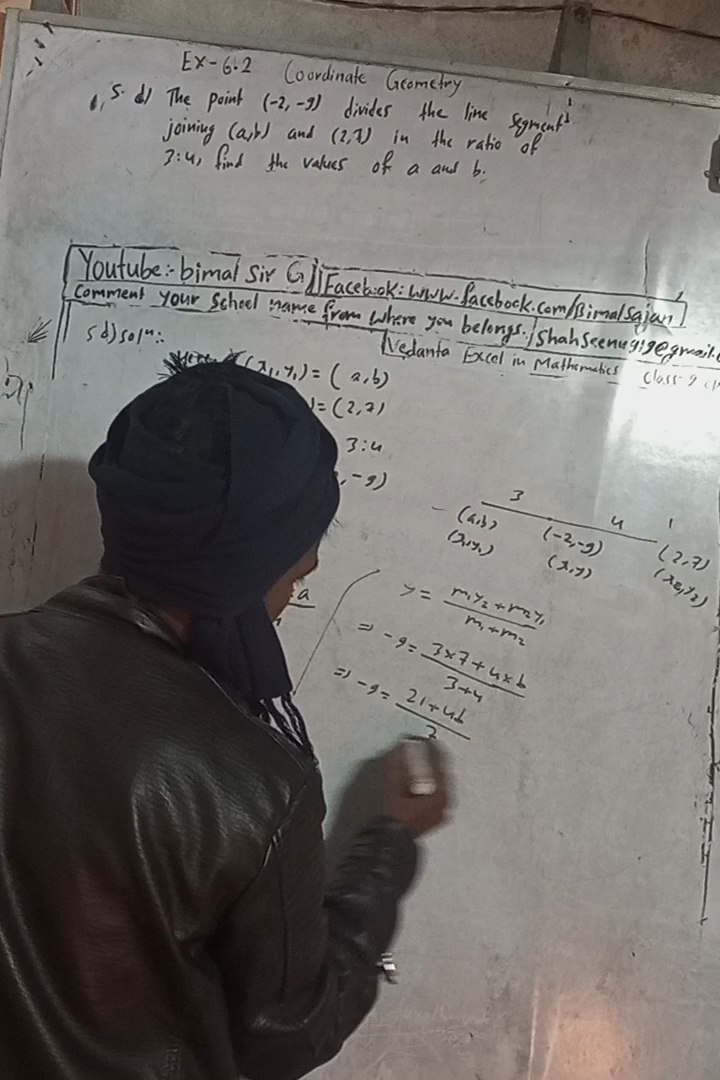 Ex-6.2 Coordinate Geometry
5. d) The point (-2, -9) divides the line segment
joining (a,b) and (2,7) in the ratio of
3:4, find the values of a and b.
Youtube:- bimal Sir G
Facebook: www.facebook.com/Bimalsajan
Comment your School name from where you belongs.
Vedanta Excel in Mathematics Class-9
5d) Solⁿ:
(x₁,y₁) = (a,b)
= (2,7)
3:4
, -9)
3 4
(a,b) (-2,-9) (2,7)
(x₁,y₁) (x,y) (x₂,y₂)
a
y = m₁y₂ + m₂y₁ / m₁+m₂
⇒ -9 = 3×7+4×b / 3+4
⇒ -9 = 21+4b / 7